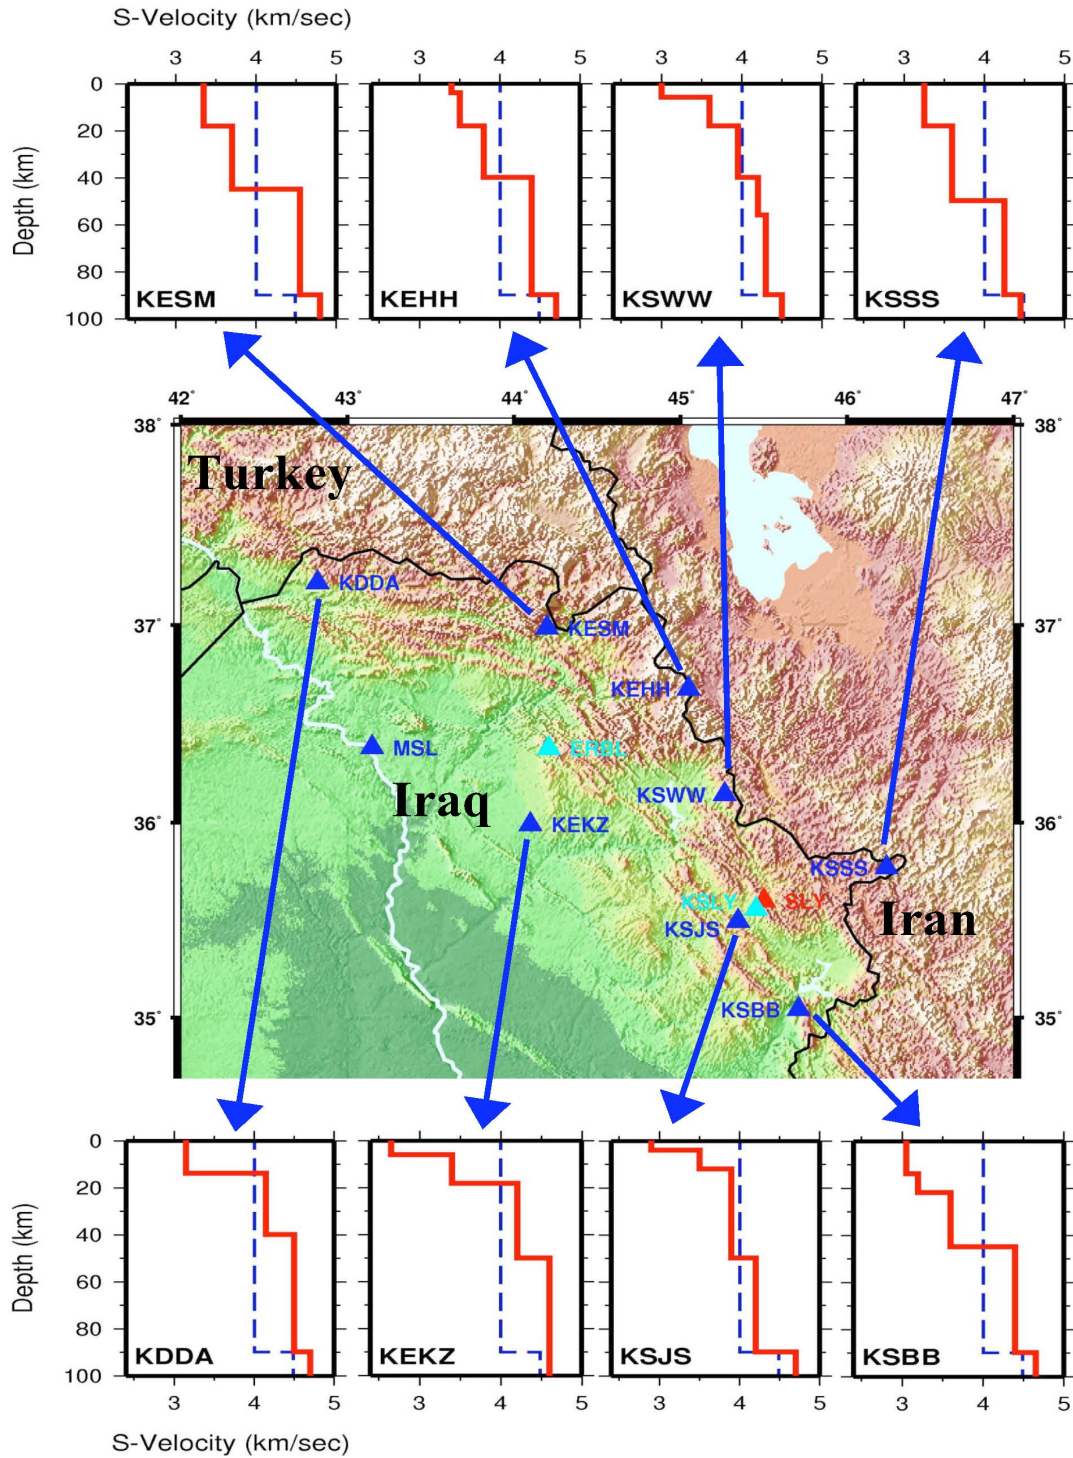 S-Velocity (km/sec)
3 4 5 3 4 5 3 4 5 3 4 5
0
20
40
60
80
100
Depth (km)
KESM KEHH KSWW KSSS
42° 43° 44° 45° 46° 47°
38° 38°
Turkey
KDDA
37° 37°
KESM
KEHH
MSL ERBL
Iraq
KSWW
36° 36°
KEKZ
KSSS
KSLY SLY
KSJS
Iran
KSBB
35° 35°
0
20
40
60
80
100
Depth (km)
KDDA KEKZ KSJS KSBB
3 4 5 3 4 5 3 4 5 3 4 5
S-Velocity (km/sec)